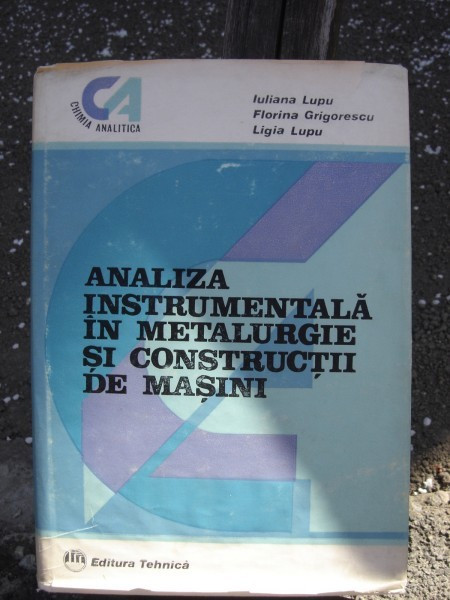 CA
CHIMIA ANALITICA
Iuliana Lupu
Florina Grigorescu
Ligia Lupu
ANALIZA
INSTRUMENTALĂ
ÎN METALURGIE
ȘI CONSTRUCȚII
DE MAȘINI
Editura Tehnică